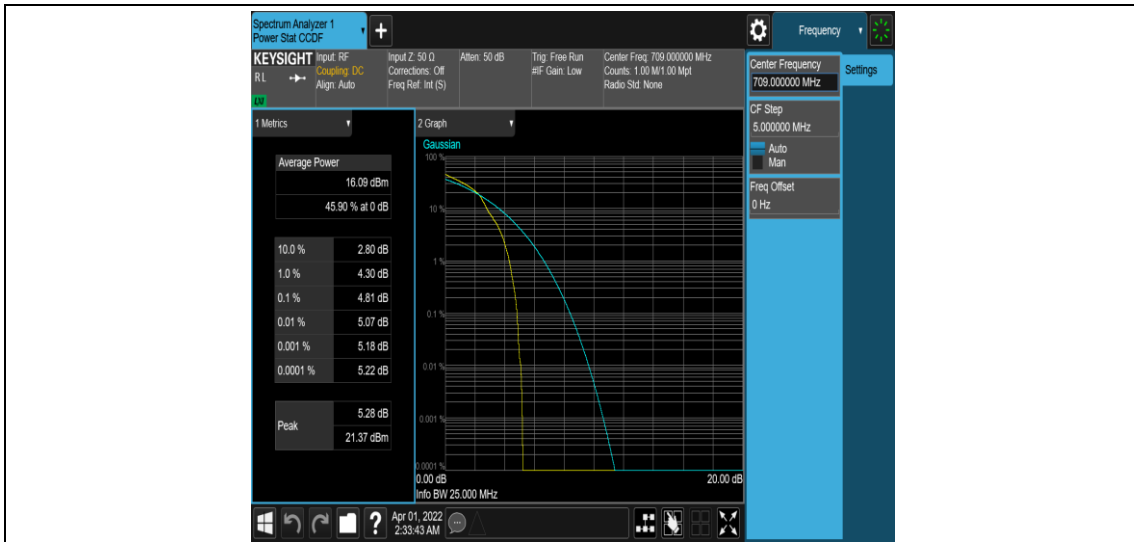 Spectrum Analyzer 1
Power Stat CCDF
+
Frequency
KEYSIGHT
RL
LXI
Input: RF
Coupling: DC
Align: Auto
Input Z: 50 Ω
Corrections: Off
Freq Ref: Int (S)
Atten: 50 dB
Trig: Free Run
#IF Gain: Low
Center Freq: 709.000000 MHz
Counts: 1.00 M/1.00 Mpt
Radio Std: None
Center Frequency
709.000000 MHz
Settings
CF Step
5.000000 MHz
Auto
Man
Freq Offset
0 Hz
1 Metrics
Average Power
16.09 dBm
45.90 % at 0 dB
10.0 % 2.80 dB
1.0 % 4.30 dB
0.1 % 4.81 dB
0.01 % 5.07 dB
0.001 % 5.18 dB
0.0001 % 5.22 dB
Peak
5.28 dB
21.37 dBm
2 Graph
Gaussian
100 %
10 %
1 %
0.1 %
0.01 %
0.001 %
0.0001 %
0.00 dB 20.00 dB
Info BW 25.000 MHz
?
Apr 01, 2022
2:33:43 AM